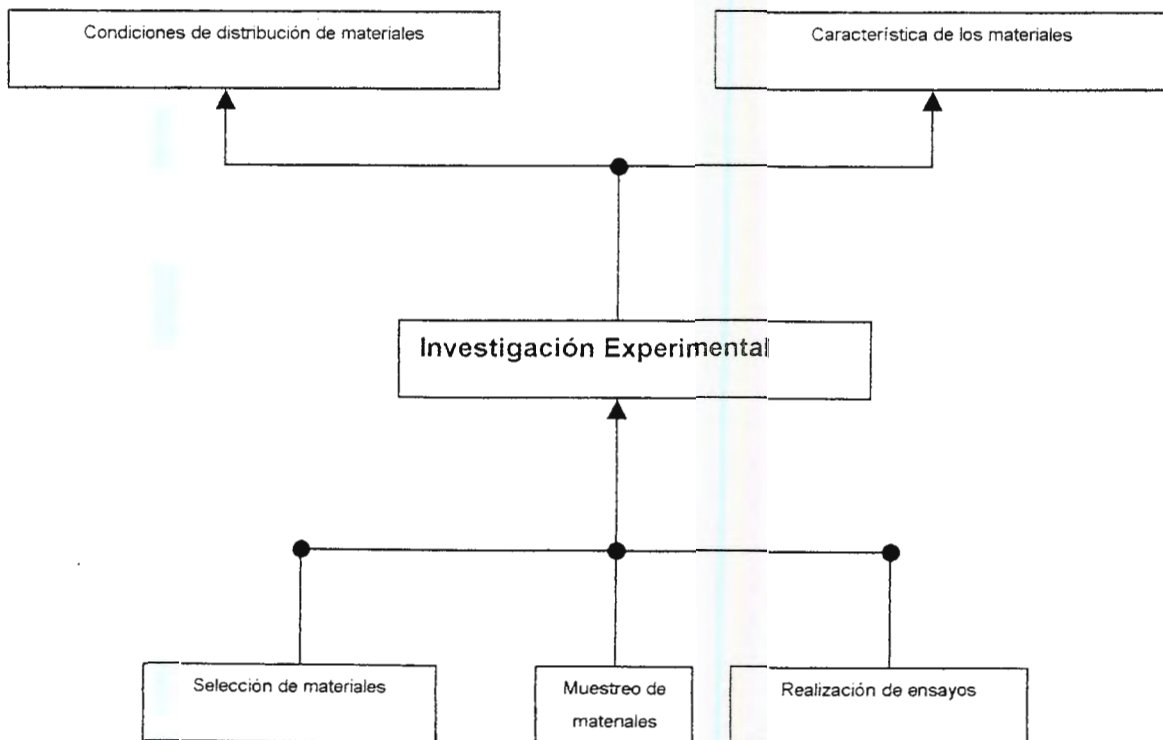 Condiciones de distribución de materiales
Característica de los materiales
Investigación Experimental
Selección de materiales
Muestreo de
materiales
Realización de ensayos